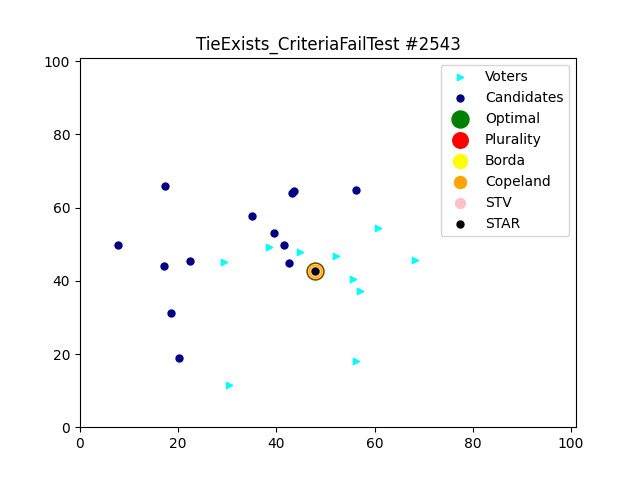 TieExists_CriteriaFailTest #2543
100
80
60
40
20
0
0 20 40 60 80 100
Voters
Candidates
Optimal
Plurality
Borda
Copeland
STV
STAR